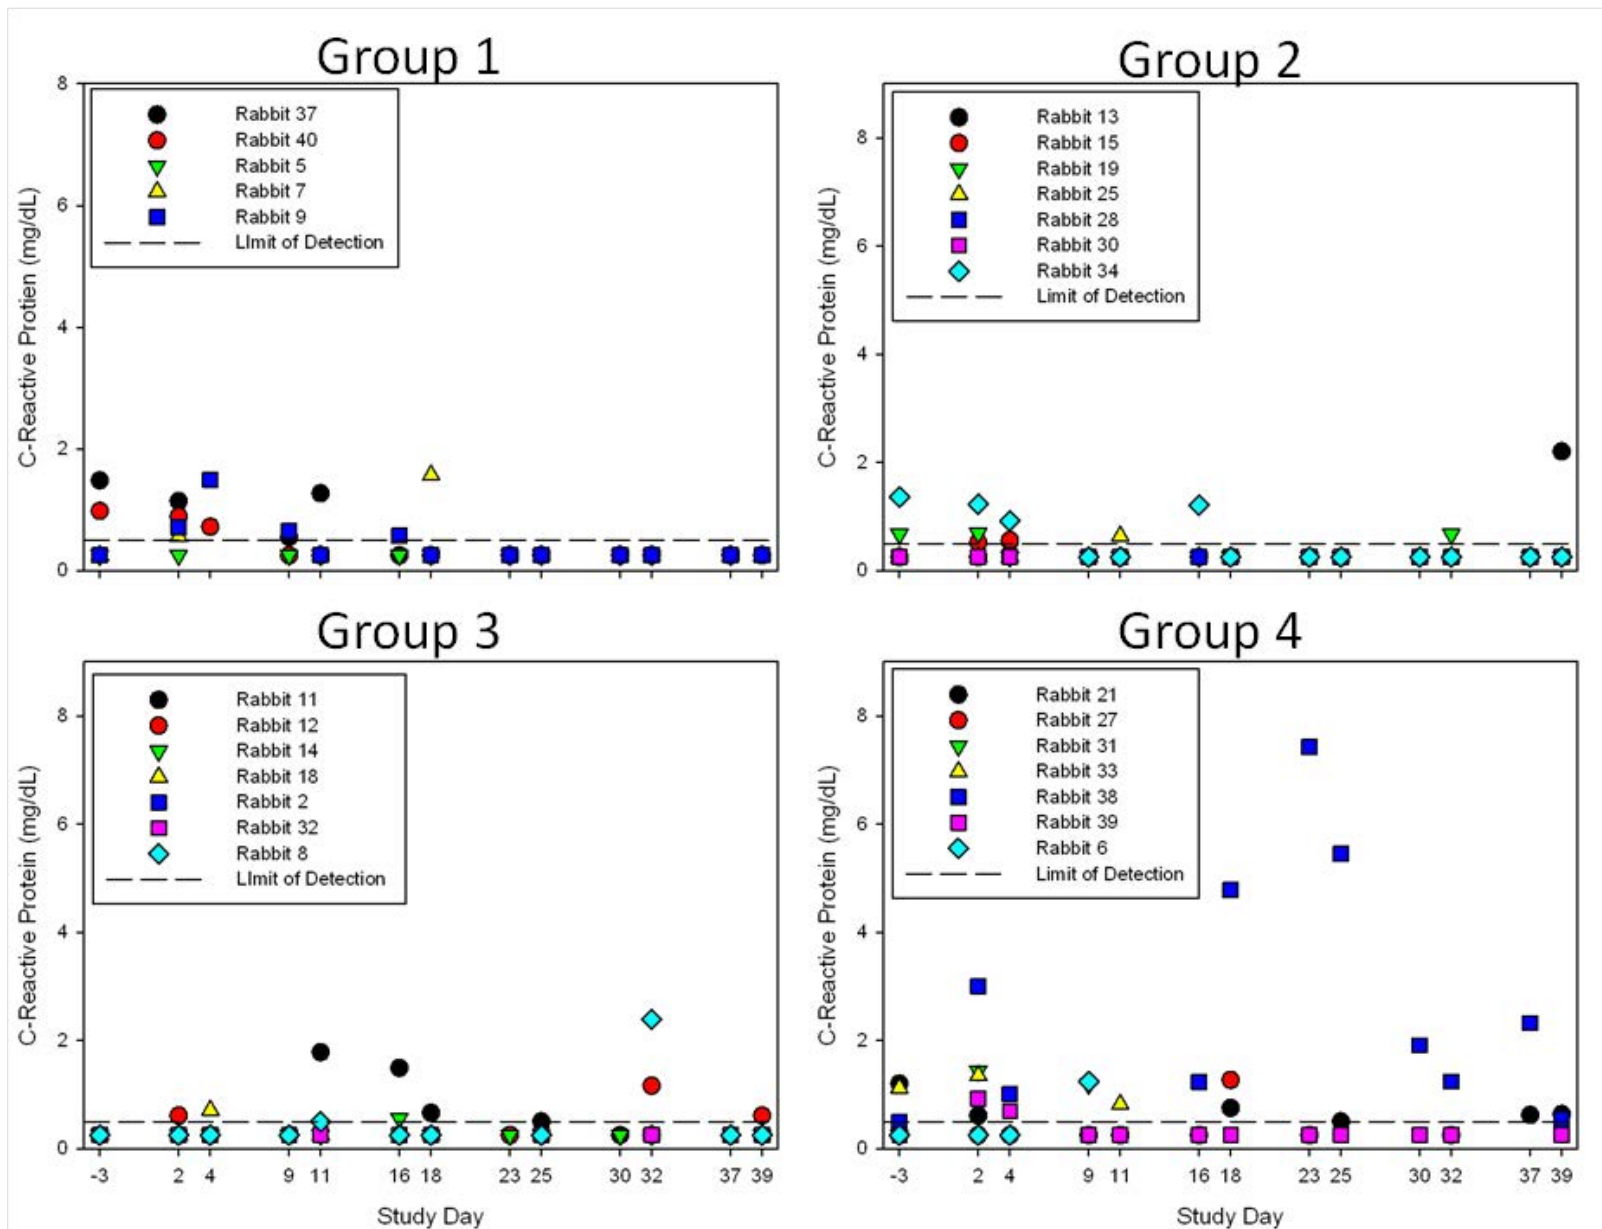 Group 1
C-Reactive Protien (mg/dL)
8
6
4
2
0
Rabbit 37
Rabbit 40
Rabbit 5
Rabbit 7
Rabbit 9
LImit of Detection
Group 2
C-Reactive Protein (mg/dL)
8
6
4
2
0
Rabbit 13
Rabbit 15
Rabbit 19
Rabbit 25
Rabbit 28
Rabbit 30
Rabbit 34
Limit of Detection
Group 3
C-Reactive Protein (mg/dL)
8
6
4
2
0
Rabbit 11
Rabbit 12
Rabbit 14
Rabbit 18
Rabbit 2
Rabbit 32
Rabbit 8
LImit of Detection
-3 2 4 9 11 16 18 23 25 30 32 37 39
Study Day
Group 4
C-Reactive Protein (mg/dL)
8
6
4
2
0
Rabbit 21
Rabbit 27
Rabbit 31
Rabbit 33
Rabbit 38
Rabbit 39
Rabbit 6
Limit of Detection
-3 2 4 9 11 16 18 23 25 30 32 37 39
Study Day